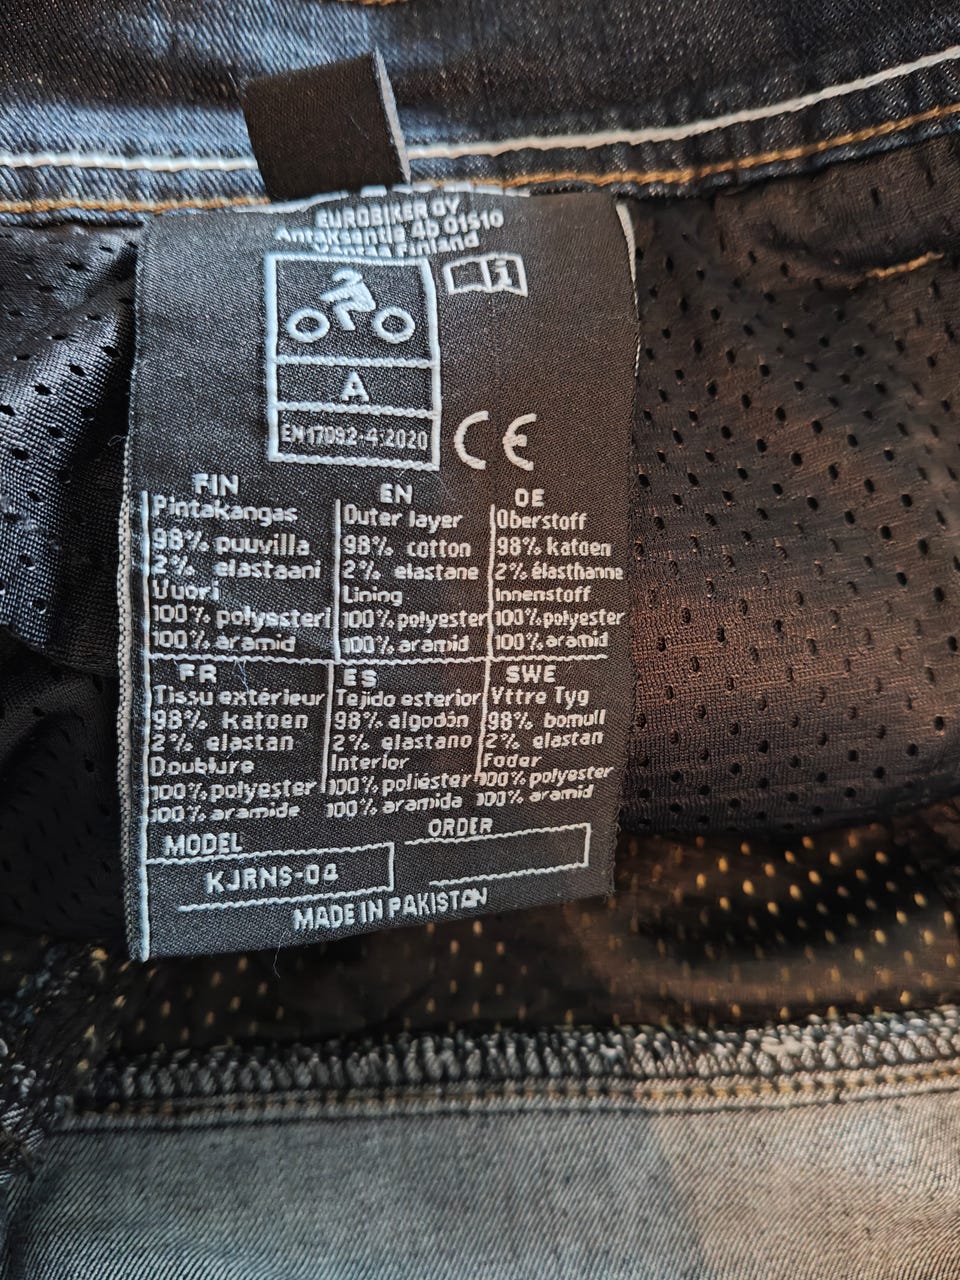 EUROBIKER OY
4b 01510
Finland
i
A
EN 17092-4:2020
CE
FIN
Pintakangas
98% puuvilla
2% elastaani
Vuori
100% polyesteri
100% aramid
EN
Outer layer
98% cotton
2% elastane
Lining
100% polyester
100% aramid
DE
Oberstoff
98% katoen
2% élasthanne
Innenstoff
100% polyester
100% aramid
FR
Tissu extérieur
98% katoen
2% elastan
Doublure
100% polyester
100% aramide
ES
Tejido esterior
98% algodón
2% elastano
Interior
100% poliéster
100% aramida
SWE
Yttre Tyg
98% bomull
2% elastan
Foder
100% polyester
100% aramid
MODEL
KJRNS-04
ORDER
MADE IN PAKISTAN